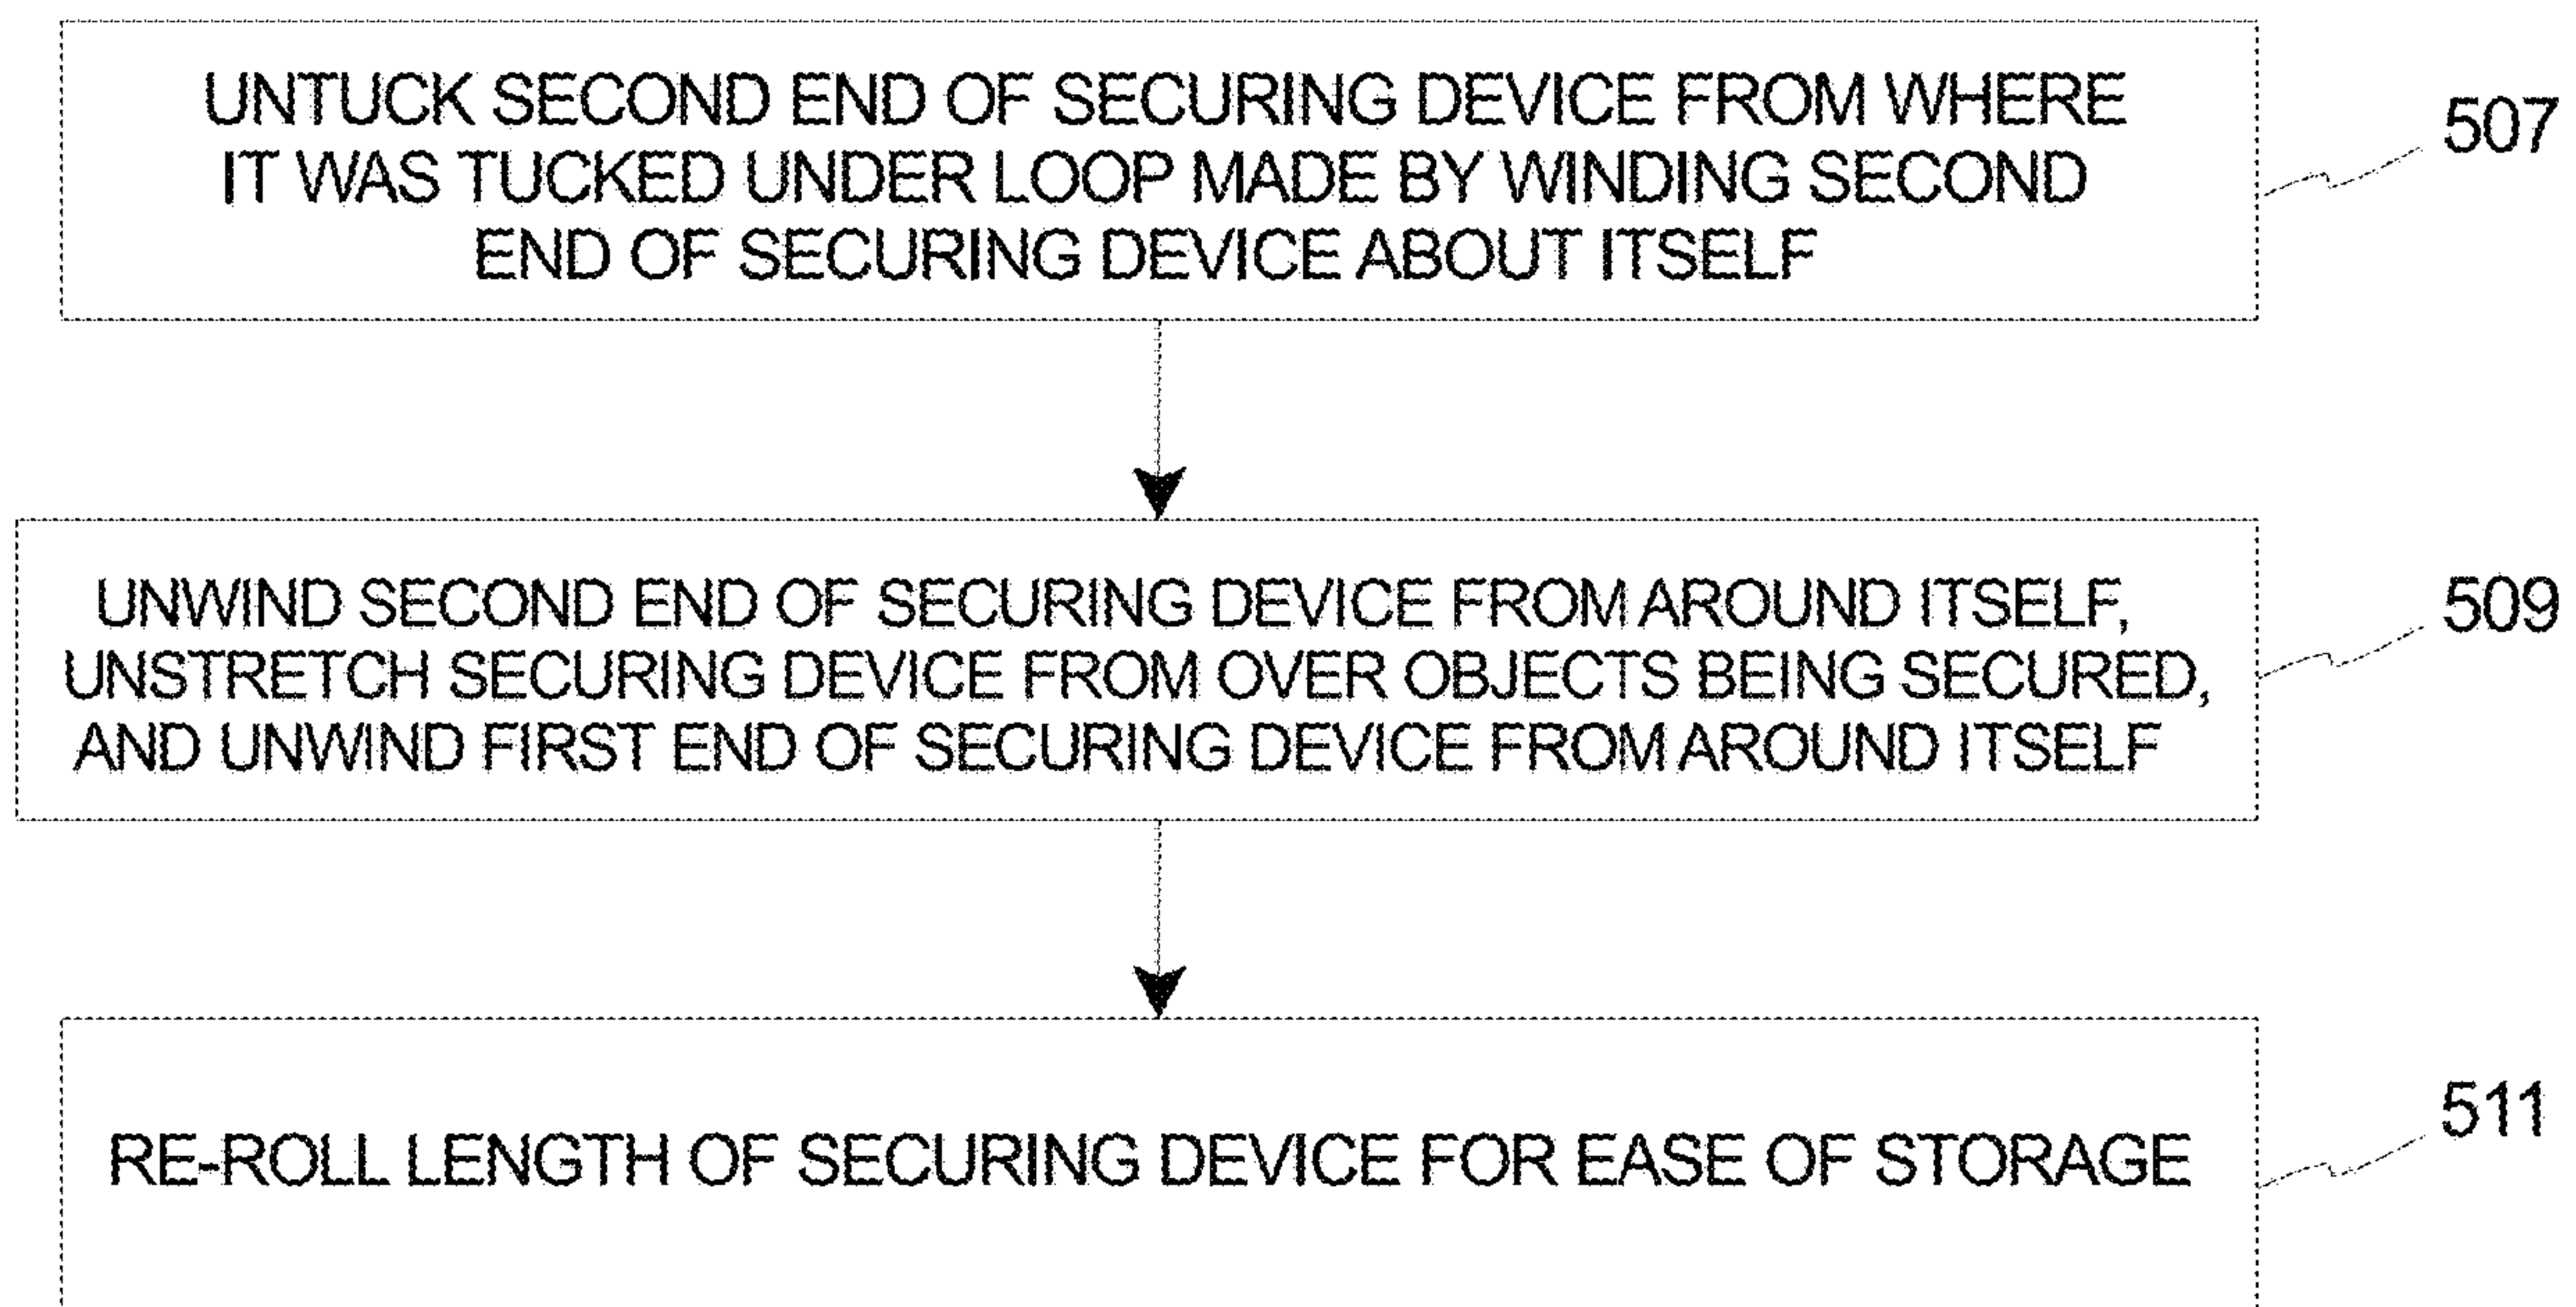 UNTUCK SECOND END OF SECURING DEVICE FROM WHERE
IT WAS TUCKED UNDER LOOP MADE BY WINDING SECOND
END OF SECURING DEVICE ABOUT ITSELF
507
UNWIND SECOND END OF SECURING DEVICE FROM AROUND ITSELF,
UNSTRETCH SECURING DEVICE FROM OVER OBJECTS BEING SECURED,
AND UNWIND FIRST END OF SECURING DEVICE FROM AROUND ITSELF
509
RE-ROLL LENGTH OF SECURING DEVICE FOR EASE OF STORAGE
511